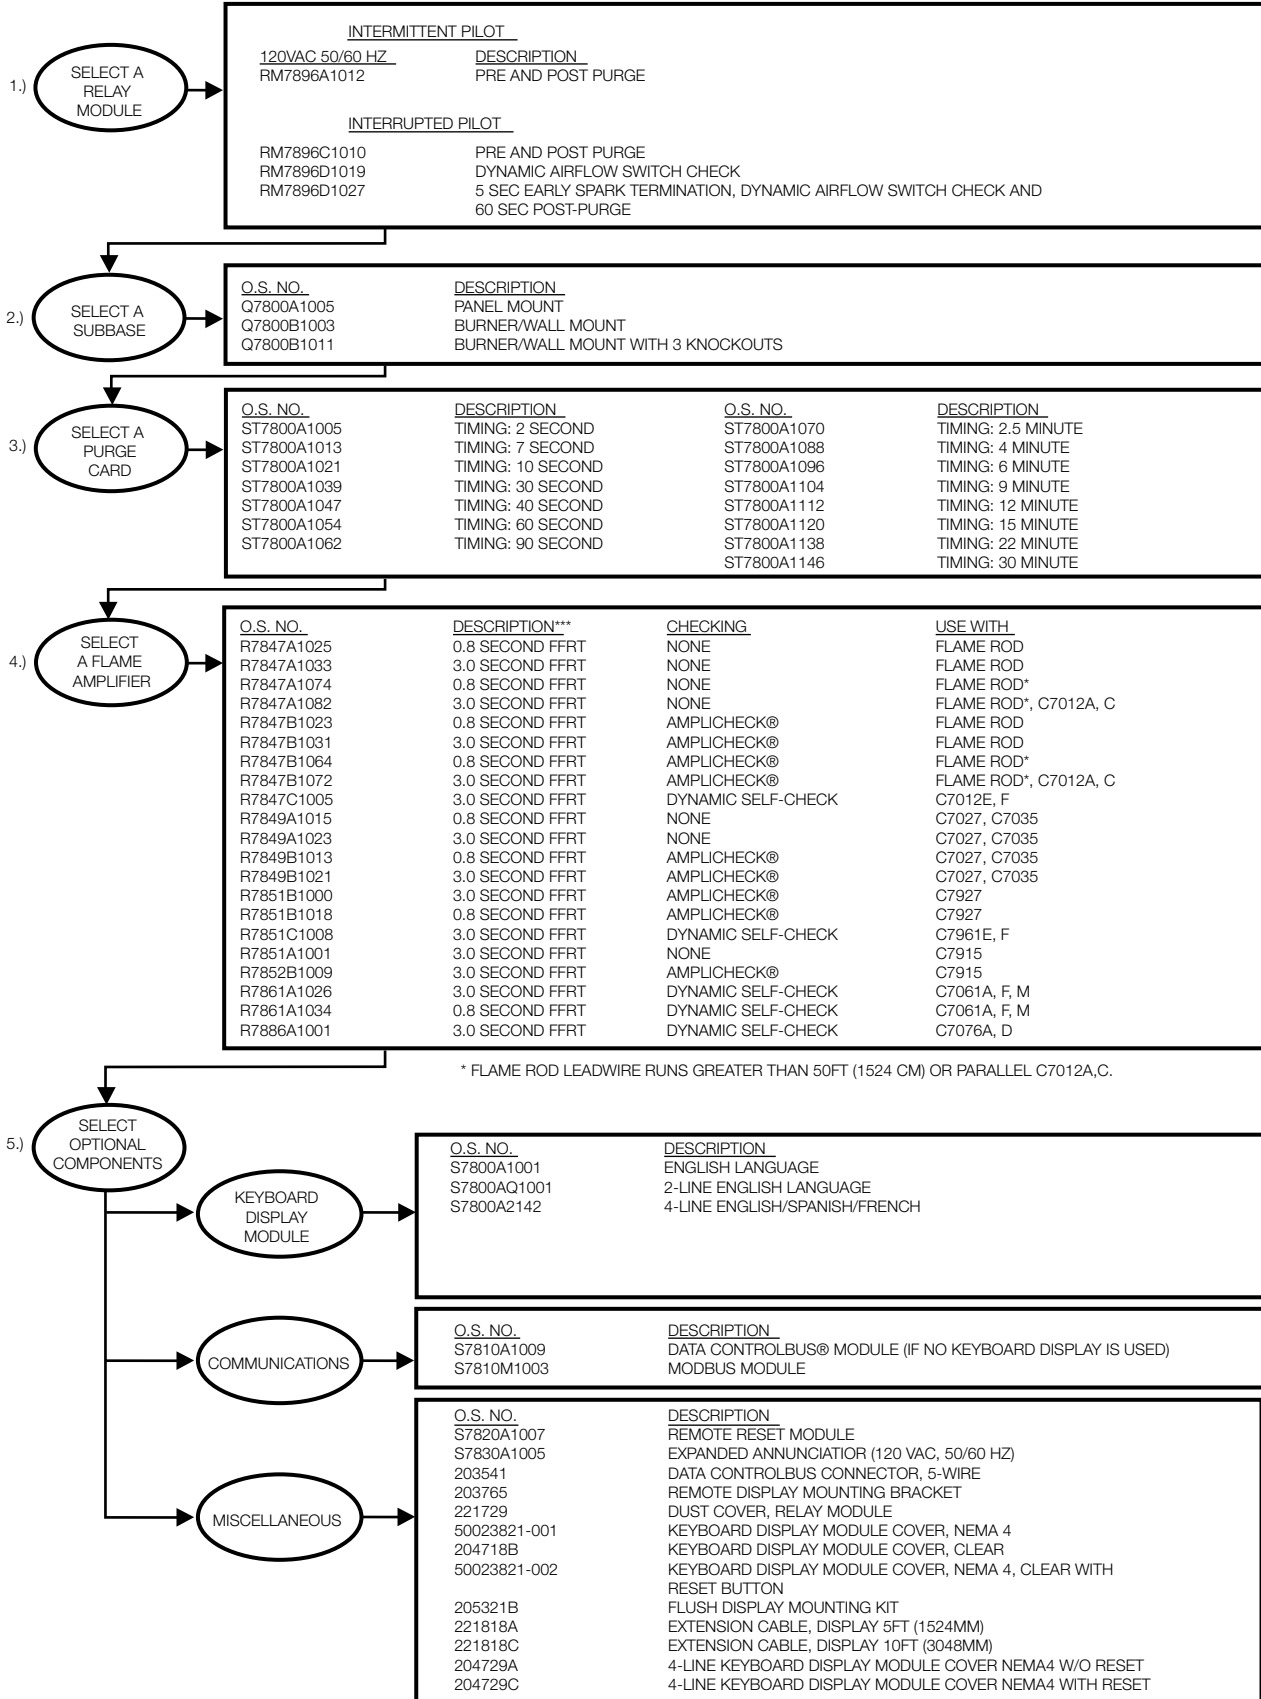 1.)
SELECT A
RELAY
MODULE
INTERMITTENT PILOT
120VAC 50/60 HZ DESCRIPTION
RM7896A1012 PRE AND POST PURGE
INTERRUPTED PILOT
RM7896C1010 PRE AND POST PURGE
RM7896D1019 DYNAMIC AIRFLOW SWITCH CHECK
RM7896D1027 5 SEC EARLY SPARK TERMINATION, DYNAMIC AIRFLOW SWITCH CHECK AND
60 SEC POST-PURGE
2.)
SELECT A
SUBBASE
O.S. NO. DESCRIPTION
Q7800A1005 PANEL MOUNT
Q7800B1003 BURNER/WALL MOUNT
Q7800B1011 BURNER/WALL MOUNT WITH 3 KNOCKOUTS
3.)
SELECT A
PURGE
CARD
O.S. NO. DESCRIPTION O.S. NO. DESCRIPTION
ST7800A1005 TIMING: 2 SECOND ST7800A1070 TIMING: 2.5 MINUTE
ST7800A1013 TIMING: 7 SECOND ST7800A1088 TIMING: 4 MINUTE
ST7800A1021 TIMING: 10 SECOND ST7800A1096 TIMING: 6 MINUTE
ST7800A1039 TIMING: 30 SECOND ST7800A1104 TIMING: 9 MINUTE
ST7800A1047 TIMING: 40 SECOND ST7800A1112 TIMING: 12 MINUTE
ST7800A1054 TIMING: 60 SECOND ST7800A1120 TIMING: 15 MINUTE
ST7800A1062 TIMING: 90 SECOND ST7800A1138 TIMING: 22 MINUTE
ST7800A1146 TIMING: 30 MINUTE
4.)
SELECT
A FLAME
AMPLIFIER
O.S. NO. DESCRIPTION*** CHECKING USE WITH
R7847A1025 0.8 SECOND FFRT NONE FLAME ROD
R7847A1033 3.0 SECOND FFRT NONE FLAME ROD
R7847A1074 0.8 SECOND FFRT NONE FLAME ROD*
R7847A1082 3.0 SECOND FFRT NONE FLAME ROD*, C7012A, C
R7847B1023 0.8 SECOND FFRT AMPLICHECK® FLAME ROD
R7847B1031 3.0 SECOND FFRT AMPLICHECK® FLAME ROD
R7847B1064 0.8 SECOND FFRT AMPLICHECK® FLAME ROD*
R7847B1072 3.0 SECOND FFRT AMPLICHECK® FLAME ROD*, C7012A, C
R7847C1005 3.0 SECOND FFRT DYNAMIC SELF-CHECK C7012E, F
R7849A1015 0.8 SECOND FFRT NONE C7027, C7035
R7849A1023 3.0 SECOND FFRT NONE C7027, C7035
R7849B1013 0.8 SECOND FFRT AMPLICHECK® C7027, C7035
R7849B1021 3.0 SECOND FFRT AMPLICHECK® C7027, C7035
R7851B1000 3.0 SECOND FFRT AMPLICHECK® C7927
R7851B1018 0.8 SECOND FFRT AMPLICHECK® C7927
R7851C1008 3.0 SECOND FFRT DYNAMIC SELF-CHECK C7961E, F
R7851A1001 3.0 SECOND FFRT NONE C7915
R7852B1009 3.0 SECOND FFRT AMPLICHECK® C7915
R7861A1026 3.0 SECOND FFRT DYNAMIC SELF-CHECK C7061A, F, M
R7861A1034 0.8 SECOND FFRT DYNAMIC SELF-CHECK C7061A, F, M
R7886A1001 3.0 SECOND FFRT DYNAMIC SELF-CHECK C7076A, D
* FLAME ROD LEADWIRE RUNS GREATER THAN 50FT (1524 CM) OR PARALLEL C7012A,C.
5.)
SELECT
OPTIONAL
COMPONENTS
KEYBOARD
DISPLAY
MODULE
O.S. NO. DESCRIPTION
S7800A1001 ENGLISH LANGUAGE
S7800AQ1001 2-LINE ENGLISH LANGUAGE
S7800A2142 4-LINE ENGLISH/SPANISH/FRENCH
COMMUNICATIONS
O.S. NO. DESCRIPTION
S7810A1009 DATA CONTROLBUS® MODULE (IF NO KEYBOARD DISPLAY IS USED)
S7810M1003 MODBUS MODULE
MISCELLANEOUS
O.S. NO. DESCRIPTION
S7820A1007 REMOTE RESET MODULE
S7830A1005 EXPANDED ANNUNCIATIOR (120 VAC, 50/60 HZ)
203541 DATA CONTROLBUS CONNECTOR, 5-WIRE
203765 REMOTE DISPLAY MOUNTING BRACKET
221729 DUST COVER, RELAY MODULE
50023821-001 KEYBOARD DISPLAY MODULE COVER, NEMA 4
204718B KEYBOARD DISPLAY MODULE COVER, CLEAR
50023821-002 KEYBOARD DISPLAY MODULE COVER, NEMA 4, CLEAR WITH
RESET BUTTON
205321B FLUSH DISPLAY MOUNTING KIT
221818A EXTENSION CABLE, DISPLAY 5FT (1524MM)
221818C EXTENSION CABLE, DISPLAY 10FT (3048MM)
204729A 4-LINE KEYBOARD DISPLAY MODULE COVER NEMA4 W/O RESET
204729C 4-LINE KEYBOARD DISPLAY MODULE COVER NEMA4 WITH RESET